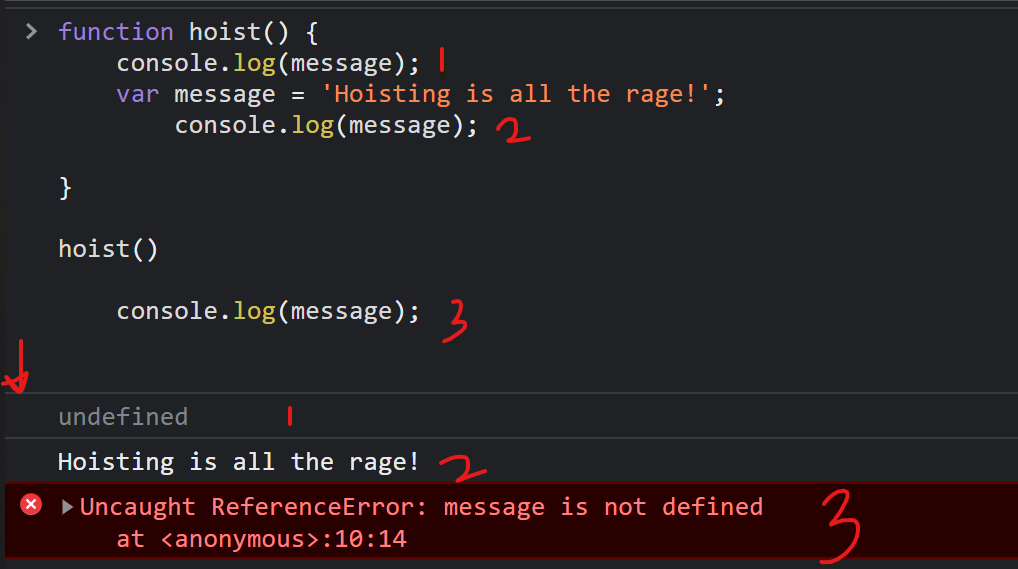 function hoist() {
console.log(message); 1
var message = 'Hoisting is all the rage!';
console.log(message); 2
}
hoist()
console.log(message); 3
undefined 1
Hoisting is all the rage! 2
Uncaught ReferenceError: message is not defined 3
at <anonymous>:10:14